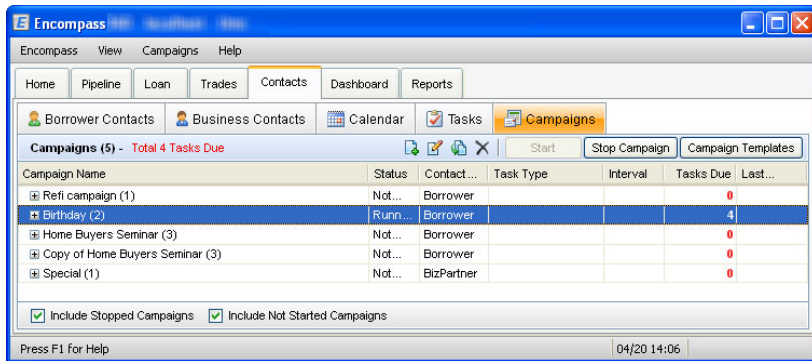 Encompass
Encompass View Campaigns Help
Home Pipeline Loan Trades Contacts Dashboard Reports
Borrower Contacts Business Contacts Calendar Tasks Campaigns
Campaigns (5) - Total 4 Tasks Due Start Stop Campaign Campaign Templates
Campaign Name Status Contact... Task Type Interval Tasks Due Last...
Refi campaign (1) Not... Borrower 0
Birthday (2) Runn... Borrower 4
Home Buyers Seminar (3) Not... Borrower 0
Copy of Home Buyers Seminar (3) Not... Borrower 0
Special (1) Not... BizPartner 0
Include Stopped Campaigns Include Not Started Campaigns
Press F1 for Help 04/20 14:06